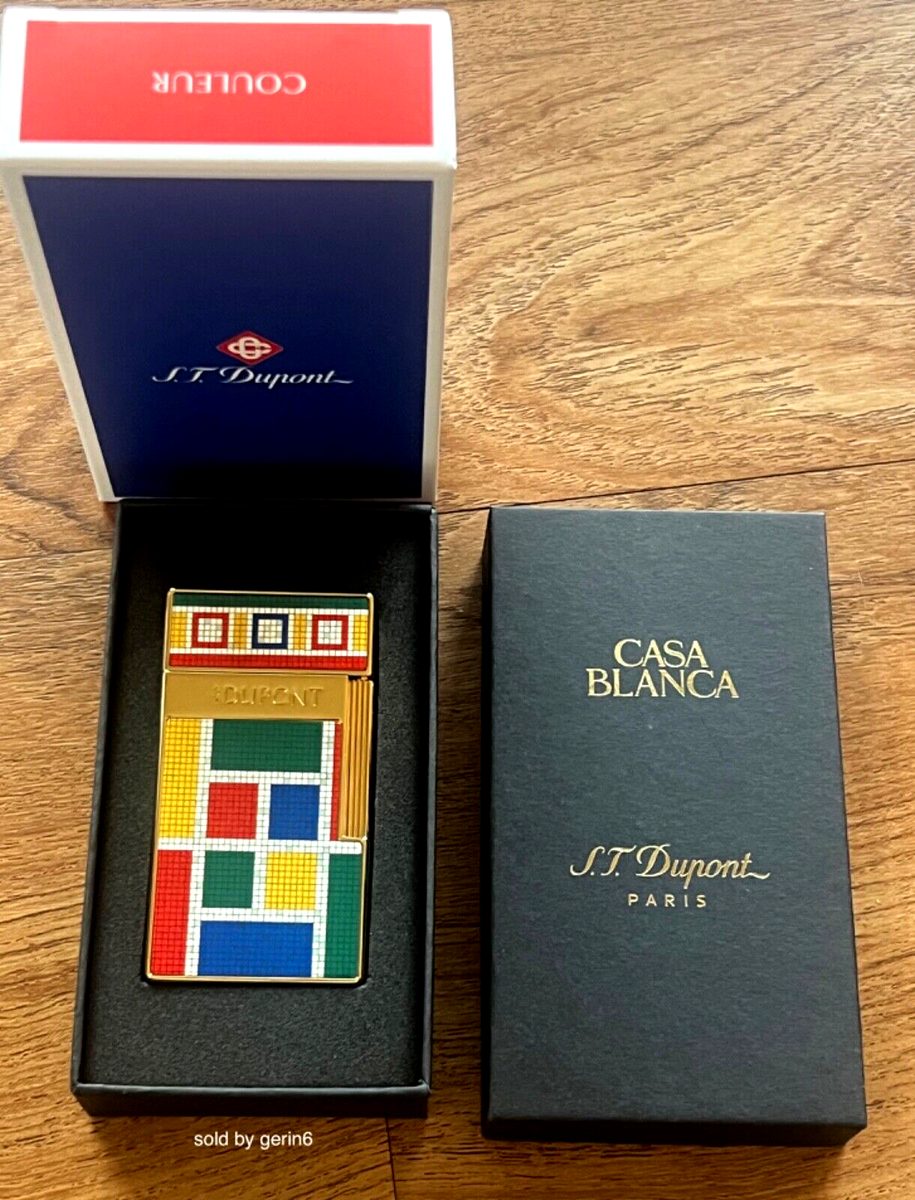 COULEUR
S.T. Dupont
S.T. DUPONT
CASA
BLANCA
S.T. Dupont
PARIS
sold by gerin6